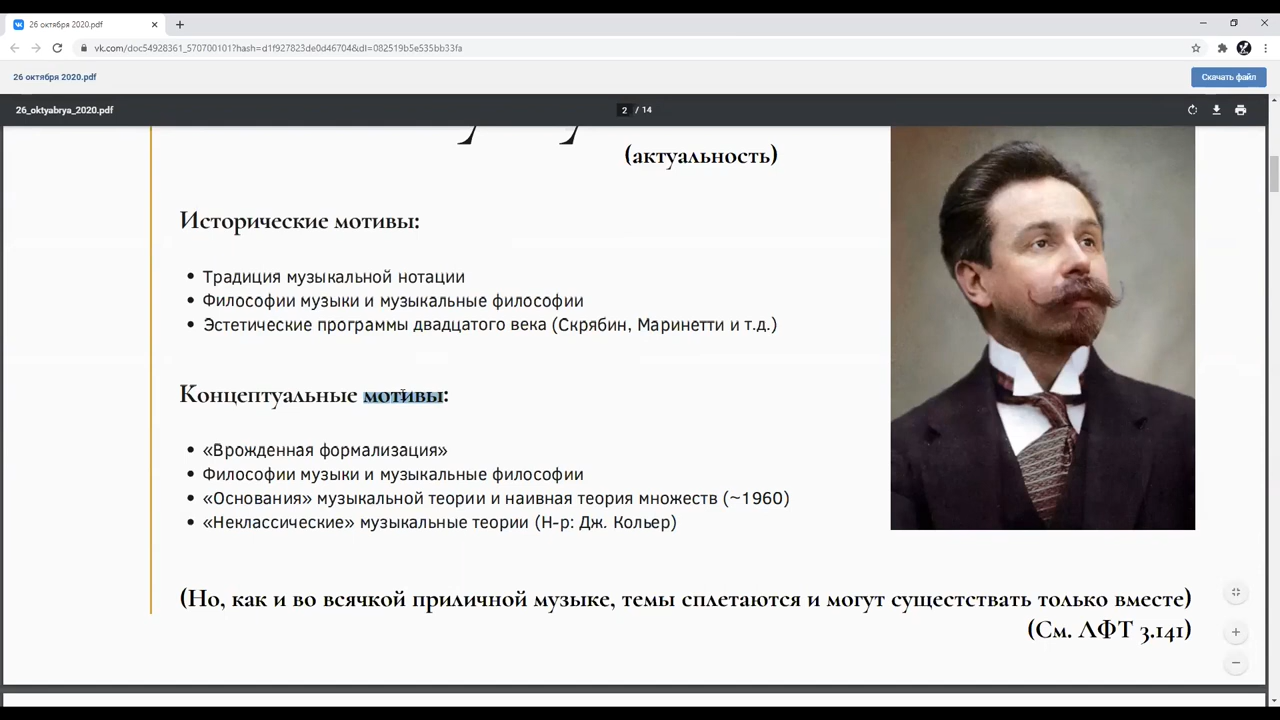 26 октября 2020.pdf
vk.com/doc54928361_570700101?hash=d1f927823de0d46704&dl=082519b5e535bb33fa
26 октября 2020.pdf
Скачать файл
26_oktyabrya_2020.pdf
2 / 14
(актуальность)
Исторические мотивы:
• Традиция музыкальной нотации
• Философии музыки и музыкальные философии
• Эстетические программы двадцатого века (Скрябин, Маринетти и т.д.)
Концептуальные мотивы:
• «Врожденная формализация»
• Философии музыки и музыкальные философии
• «Основания» музыкальной теории и наивная теория множеств (~1960)
• «Неклассические» музыкальные теории (Н-р: Дж. Кольер)
(Но, как и во всячкой приличной музыке, темы сплетаются и могут существать только вместе)
(См. ЛФТ 3.141)